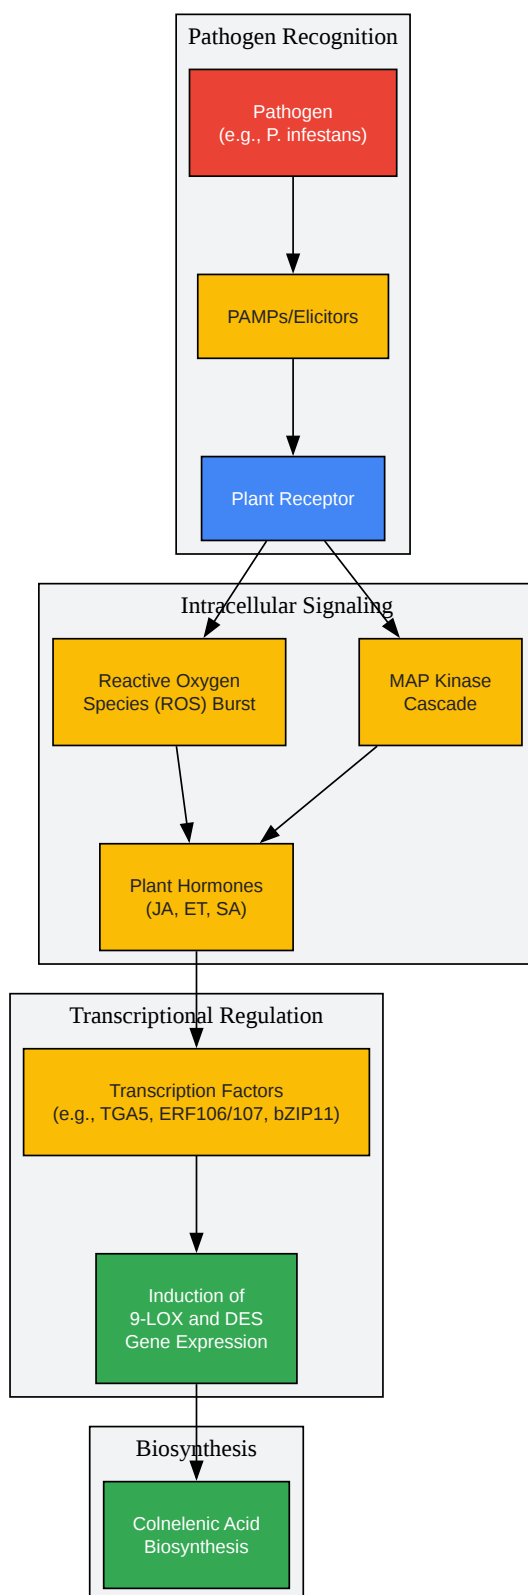 Pathogen Recognition
Pathogen
(e.g., P. infestans)
PAMPs/Elicitors
Plant Receptor
Intracellular Signaling
Reactive Oxygen
Species (ROS) Burst
MAP Kinase
Cascade
Plant Hormones
(JA, ET, SA)
Transcriptional Regulation
Transcription Factors
(e.g., TGA5, ERF106/107, bZIP11)
Induction of
9-LOX and DES
Gene Expression
Biosynthesis
Colnelenic Acid
Biosynthesis